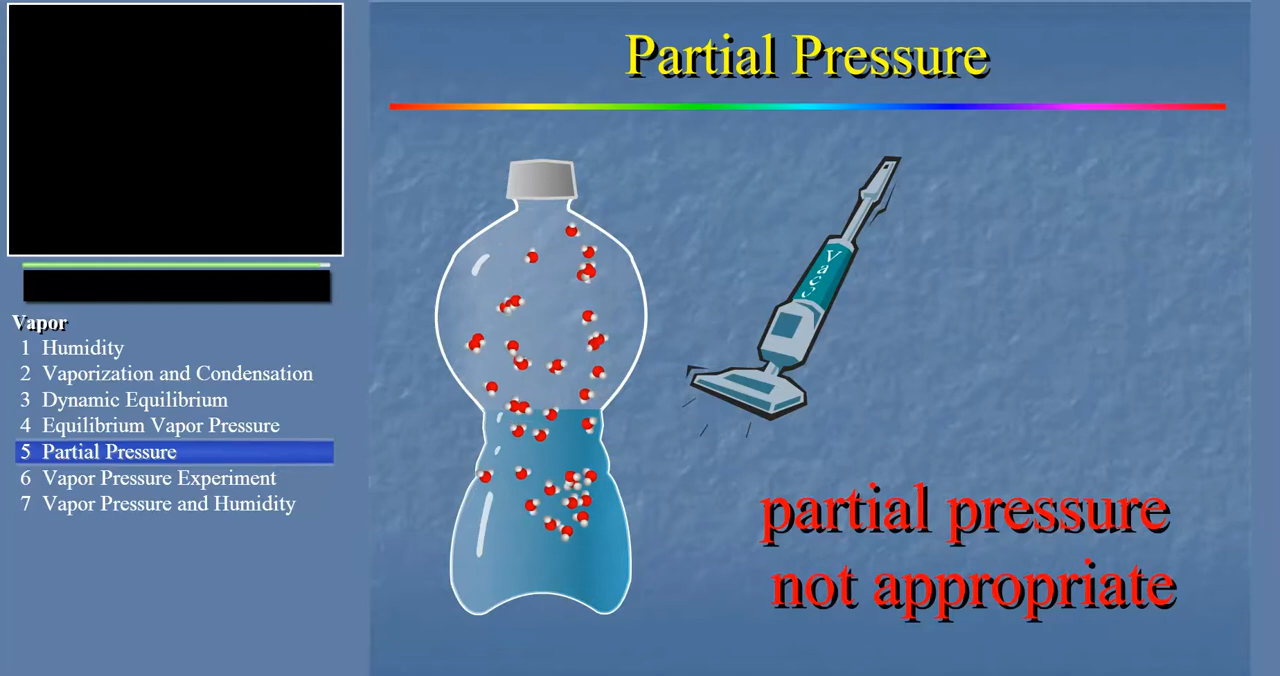 Partial Pressure
Vacu
Vapor
1 Humidity
2 Vaporization and Condensation
3 Dynamic Equilibrium
4 Equilibrium Vapor Pressure
5 Partial Pressure
6 Vapor Pressure Experiment
7 Vapor Pressure and Humidity
partial pressure
not appropriate